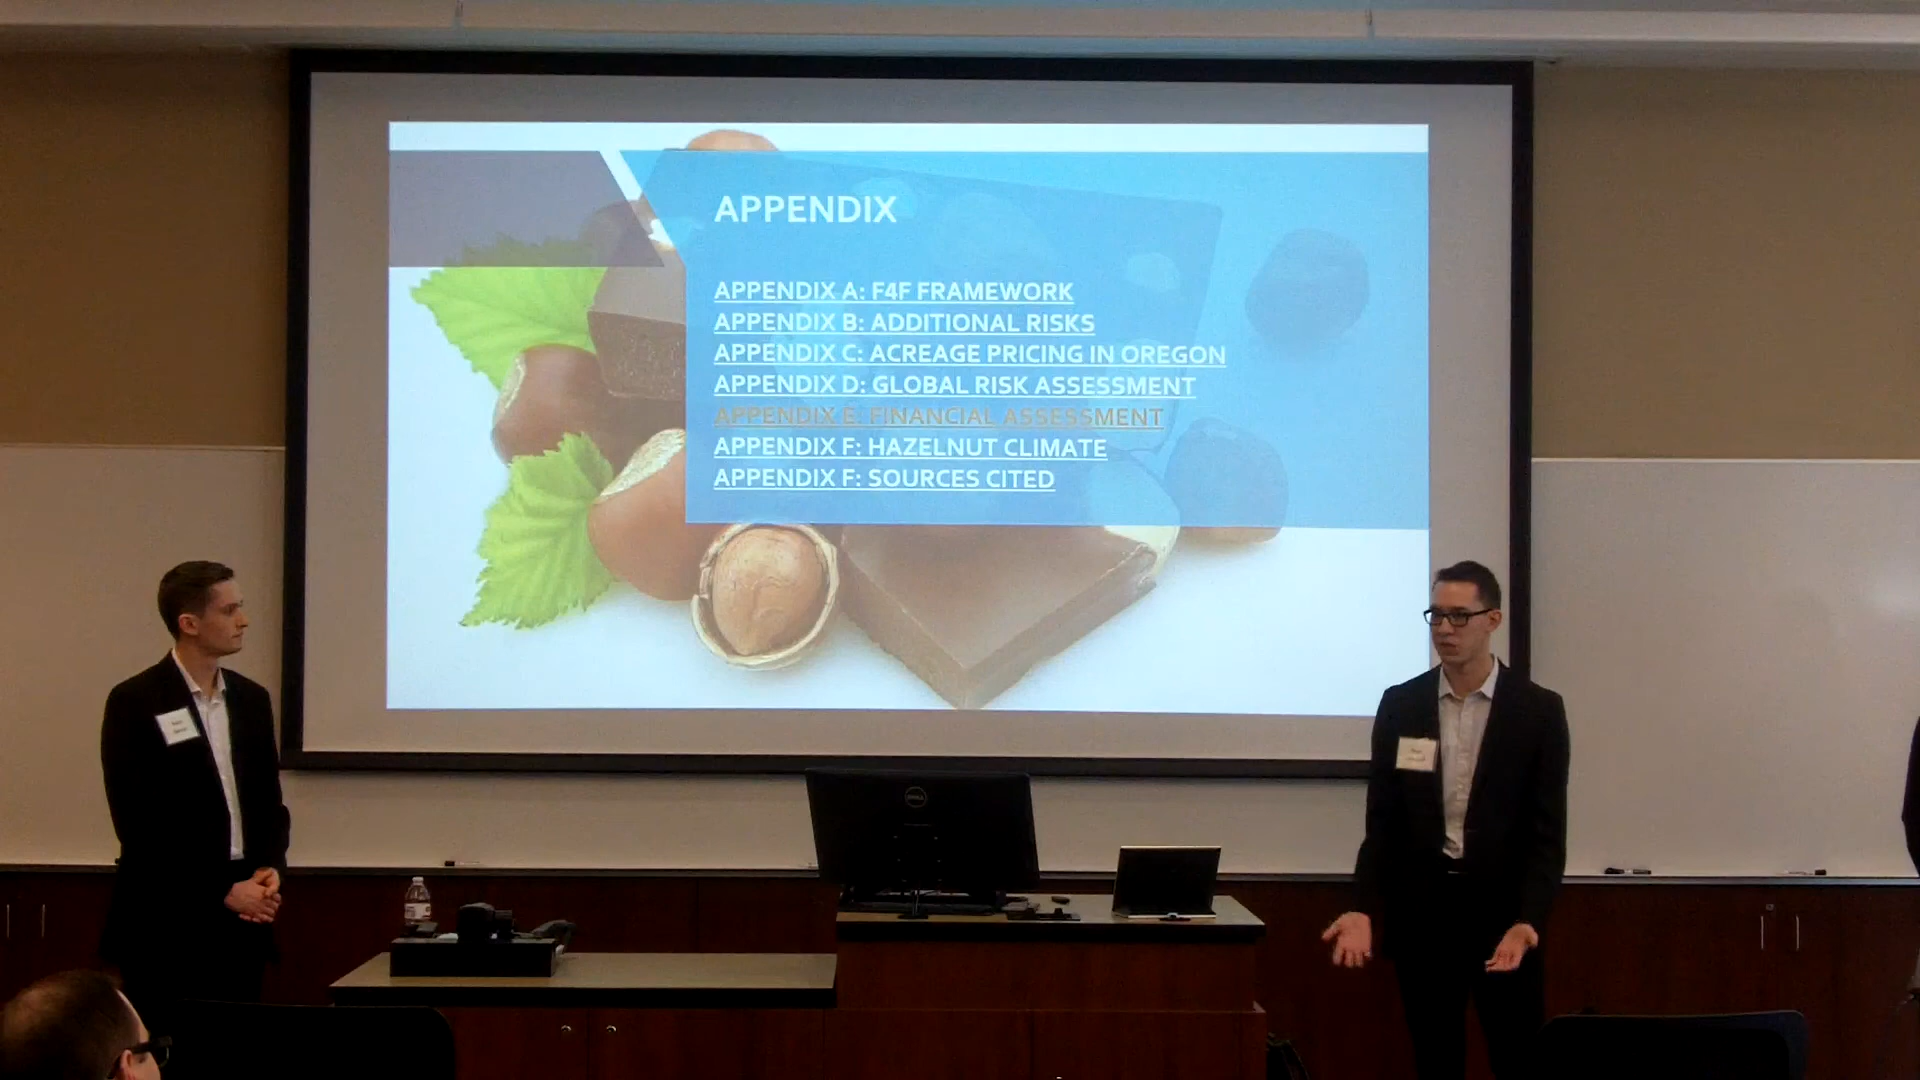 APPENDIX
APPENDIX A: F4F FRAMEWORK
APPENDIX B: ADDITIONAL RISKS
APPENDIX C: ACREAGE PRICING IN OREGON
APPENDIX D: GLOBAL RISK ASSESSMENT
APPENDIX E: FINANCIAL ASSESSMENT
APPENDIX F: HAZELNUT CLIMATE
APPENDIX F: SOURCES CITED
DELL